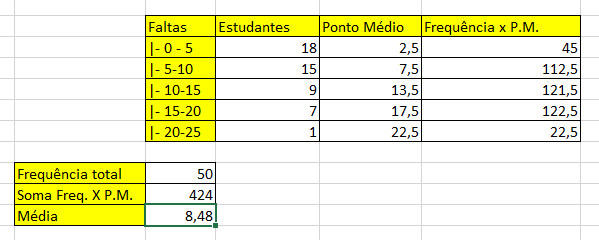 Faltas Estudantes Ponto Médio Frequência x P.M.
|- 0 - 5 18 2,5 45
|- 5-10 15 7,5 112,5
|- 10-15 9 13,5 121,5
|- 15-20 7 17,5 122,5
|- 20-25 1 22,5 22,5
Frequência total 50
Soma Freq. X P.M. 424
Média 8,48